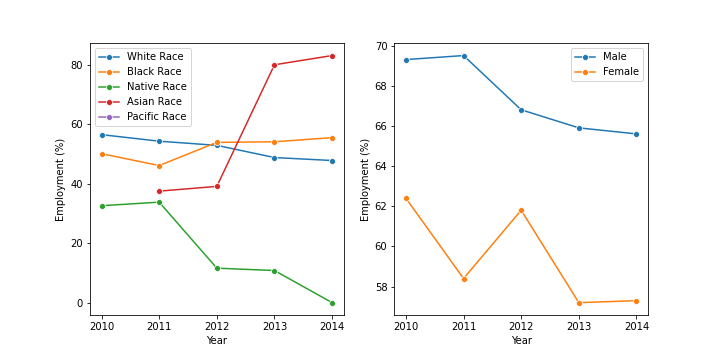 White Race
Black Race
Native Race
Asian Race
Pacific Race
80
60
40
20
0
Employment (%)
2010 2011 2012 2013 2014
Year
Male
Female
70
68
66
64
62
60
58
Employment (%)
2010 2011 2012 2013 2014
Year